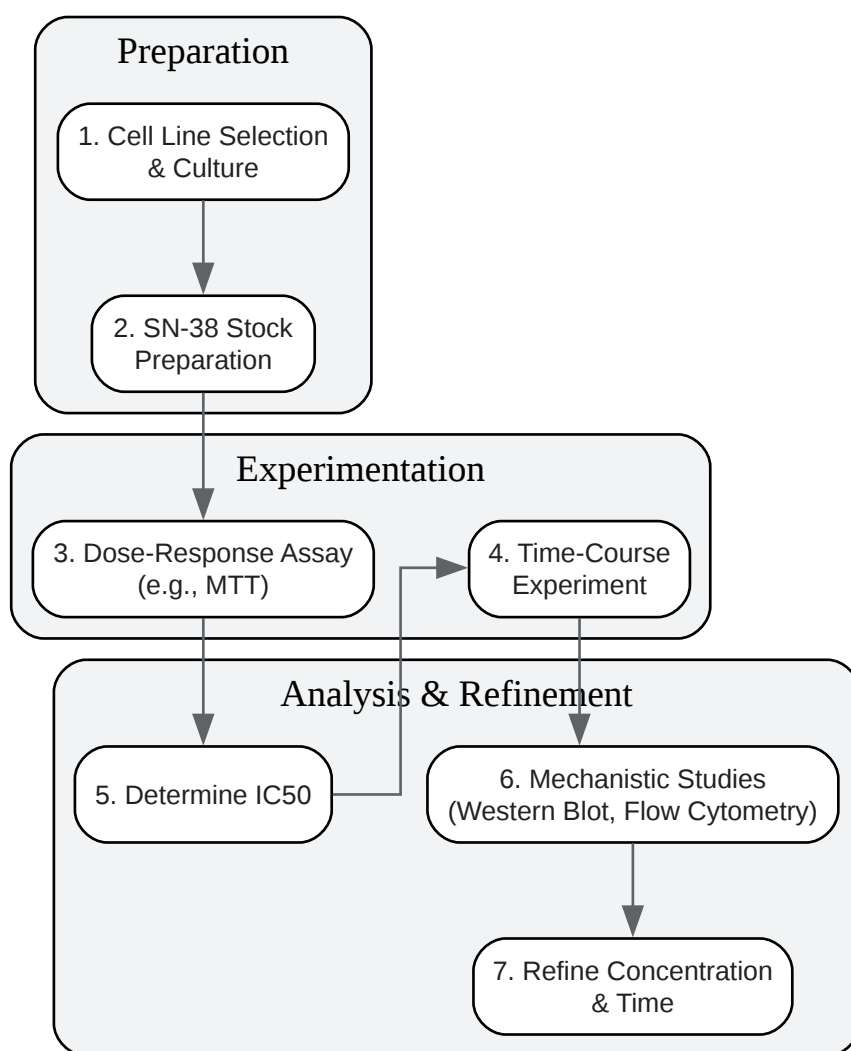 Preparation
1. Cell Line Selection
& Culture
2. SN-38 Stock
Preparation
Experimentation
3. Dose-Response Assay
(e.g., MTT)
4. Time-Course
Experiment
Analysis & Refinement
5. Determine IC50
6. Mechanistic Studies
(Western Blot, Flow Cytometry)
7. Refine Concentration
& Time